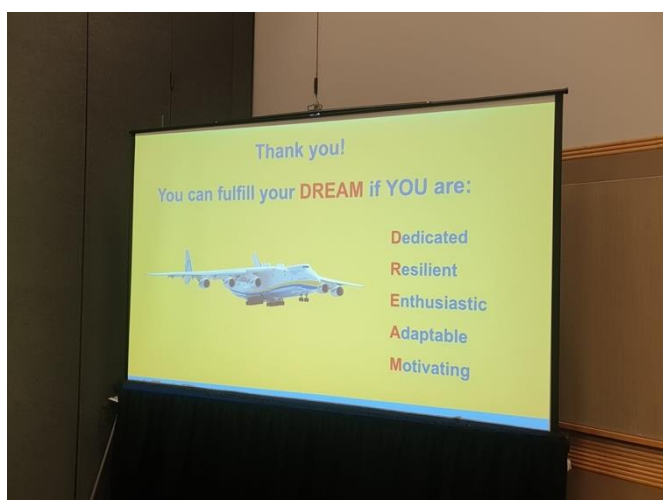 Thank you!
You can fulfill your DREAM if YOU are:
Dedicated
Resilient
Enthusiastic
Adaptable
Motivating